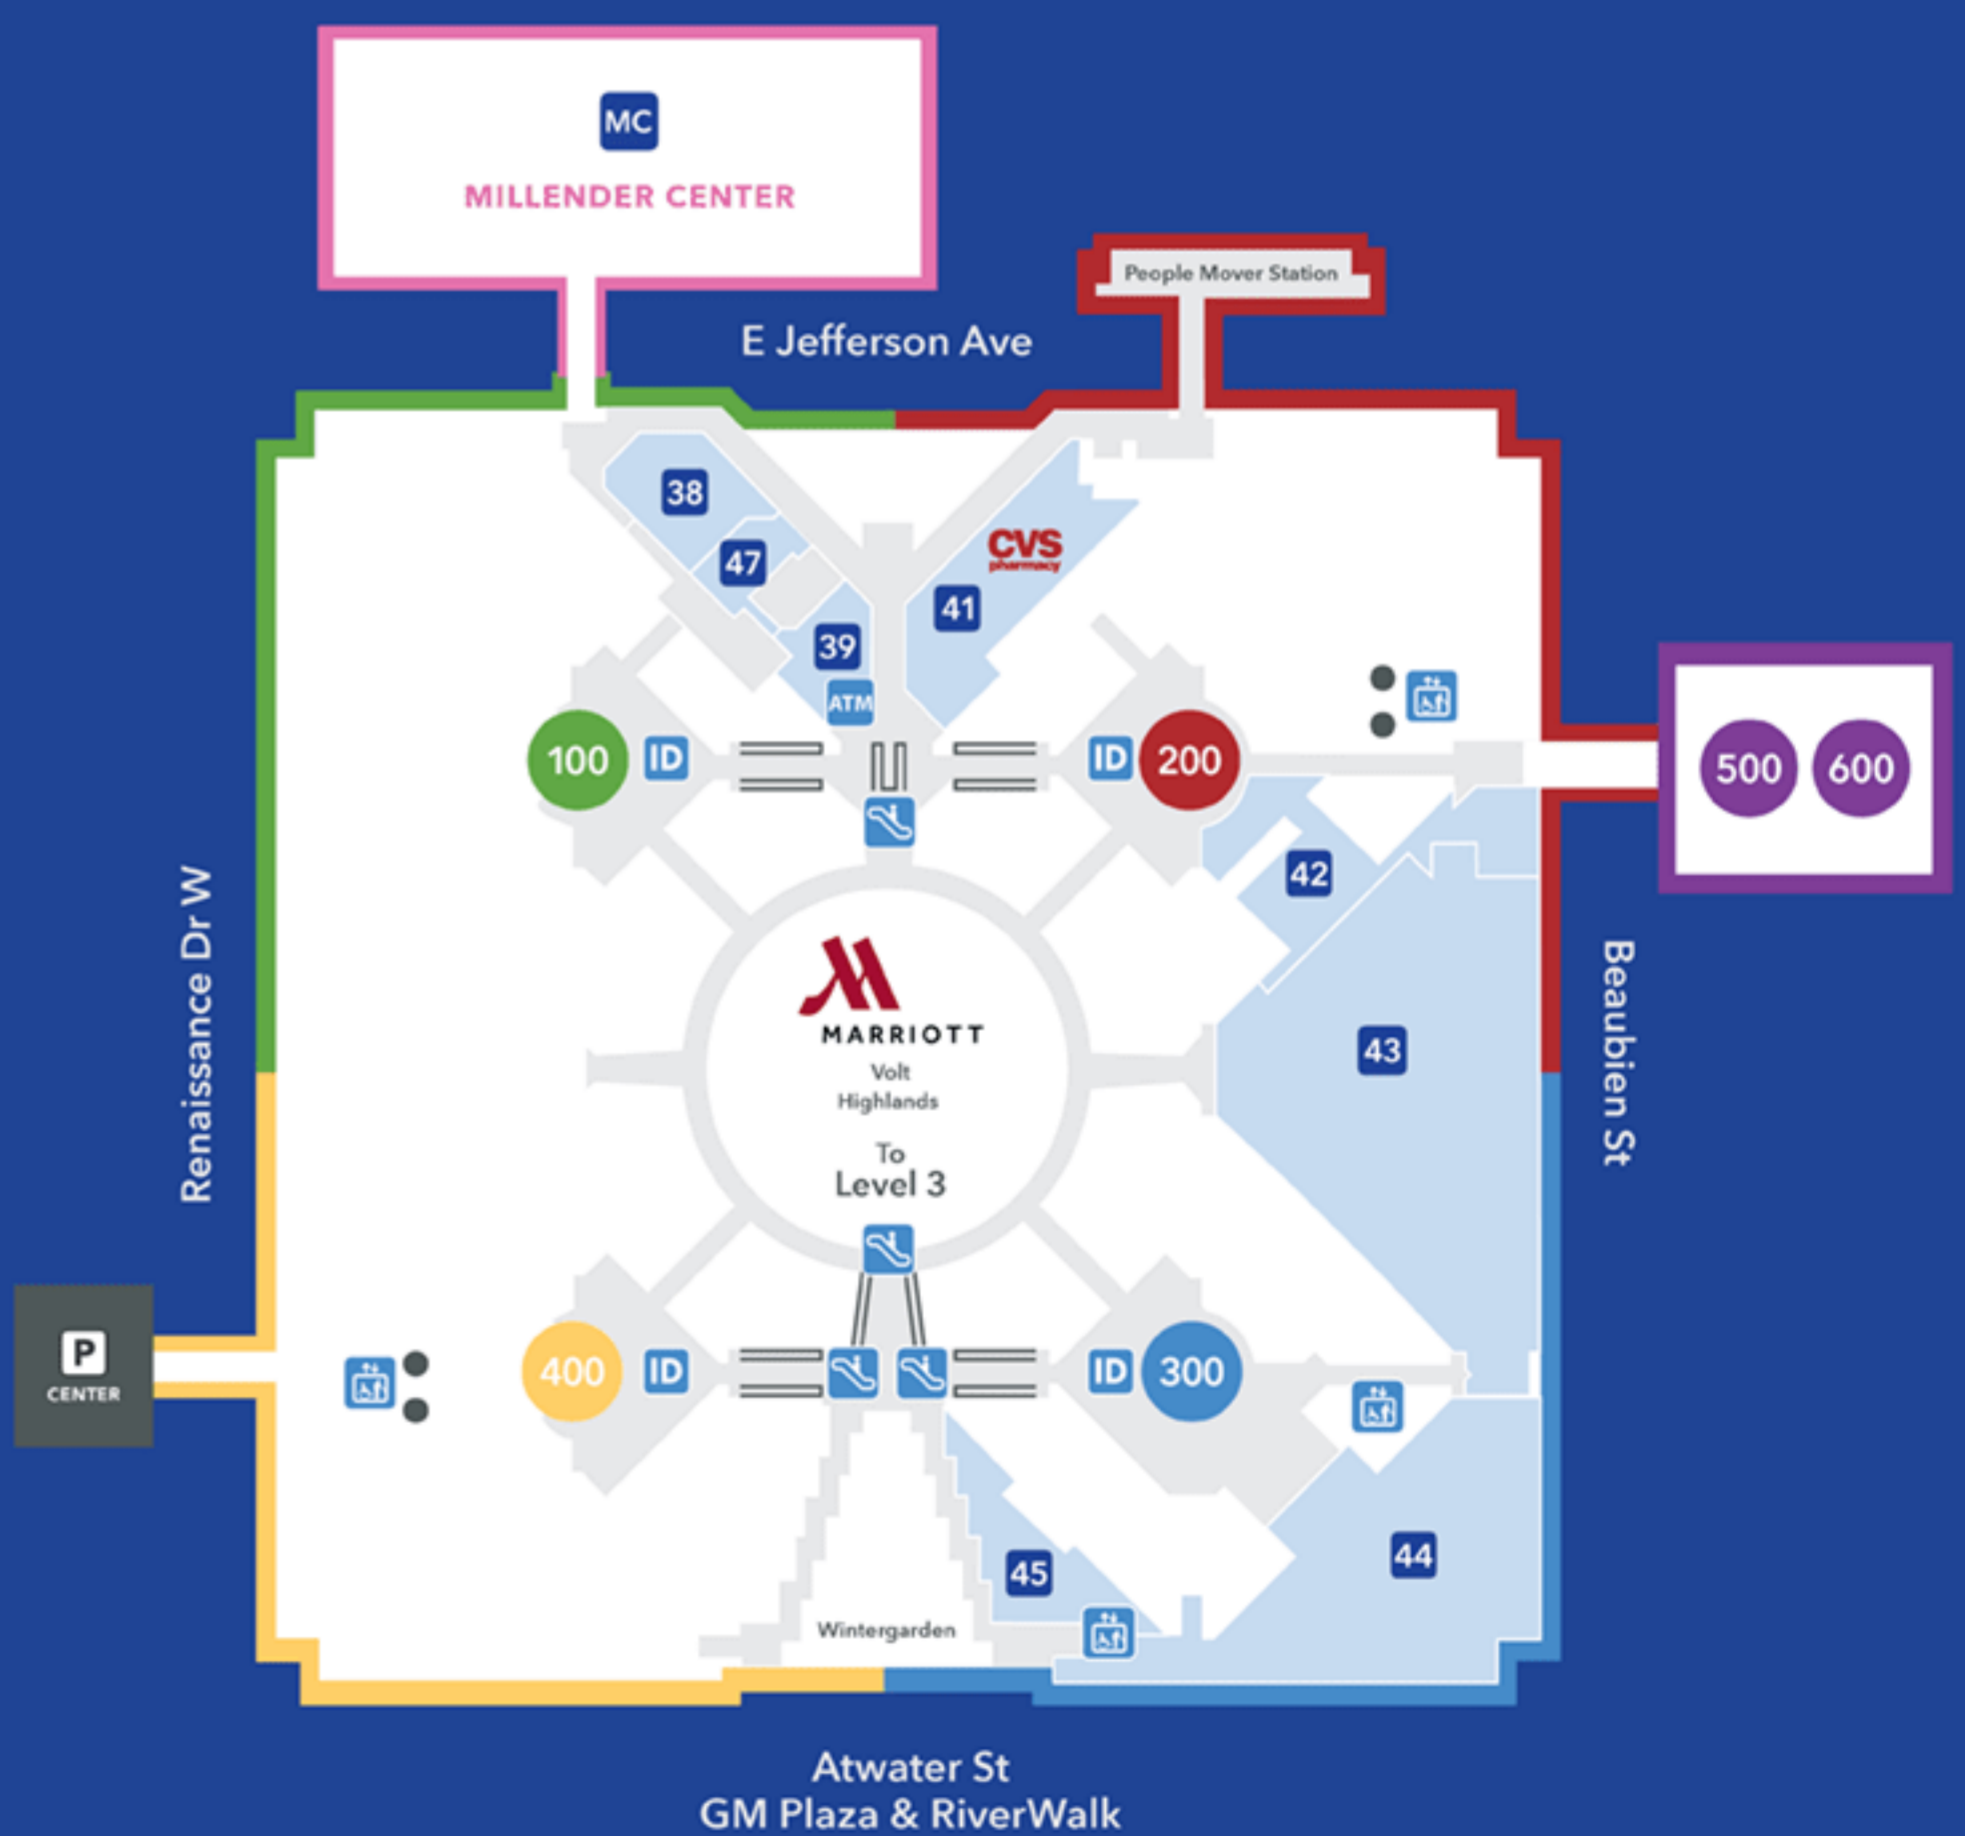 MC
MILLENDER CENTER
People Mover Station
E Jefferson Ave
38
47
CVS
pharmacy
41
39
ATM
100
ID
ID
200
500
600
42
Renaissance Dr W
Beaubien St
MARRIOTT
Volt
Highlands
To
Level 3
43
P
CENTER
400
ID
ID
300
44
45
Wintergarden
Atwater St
GM Plaza & RiverWalk